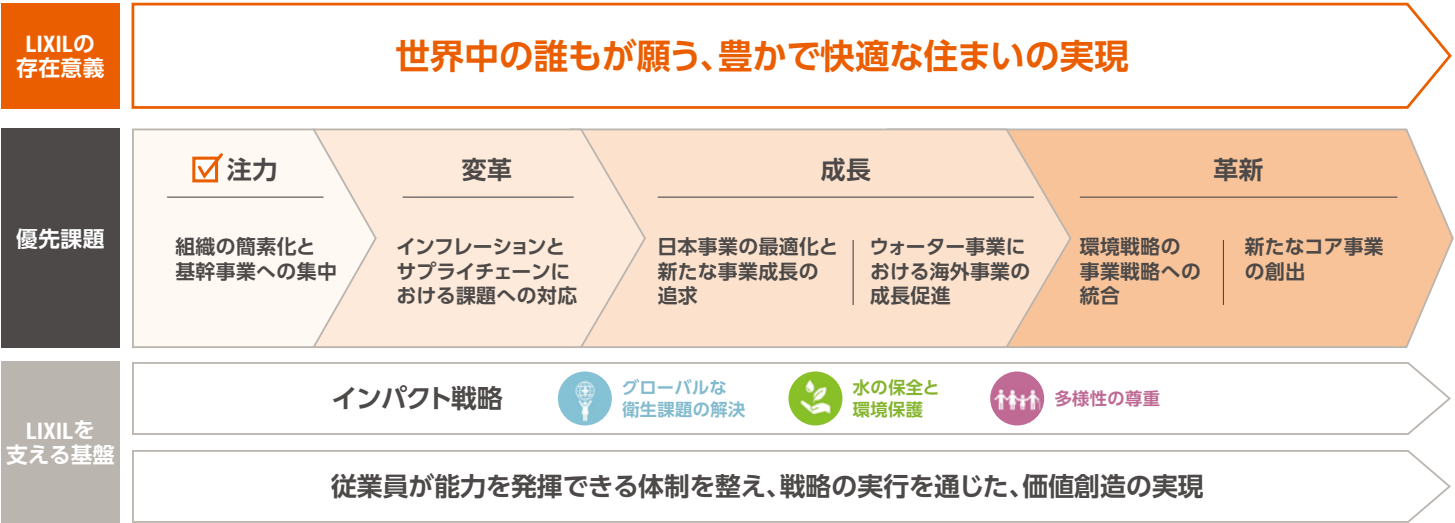 LIXILの
存在意義
世界中の誰もが願う、豊かで快適な住まいの実現
優先課題
注力
組織の簡素化と
基幹事業への集中
変革
インフレーションと
サプライチェーンに
おける課題への対応
成長
日本事業の最適化と
新たな事業成長の
追求
ウォーター事業に
おける海外事業の
成長促進
革新
環境戦略の
事業戦略への
統合
新たなコア事業
の創出
LIXILを
支える基盤
インパクト戦略
グローバルな
衛生課題の解決
水の保全と
環境保護
多様性の尊重
従業員が能力を発揮できる体制を整え、戦略の実行を通じた、価値創造の実現